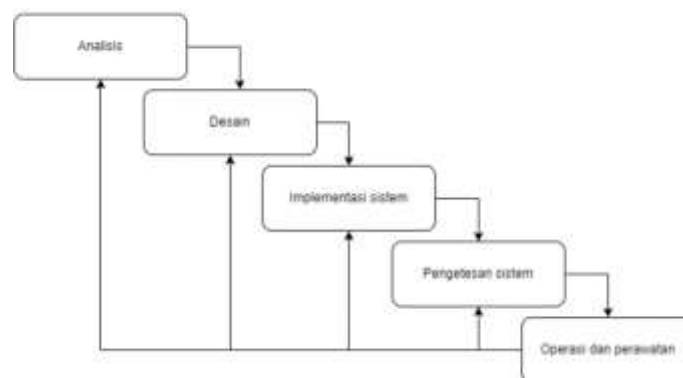 Analisis
Desain
Implementasi sistem
Pengetesan sistem
Operasi dan perawatan